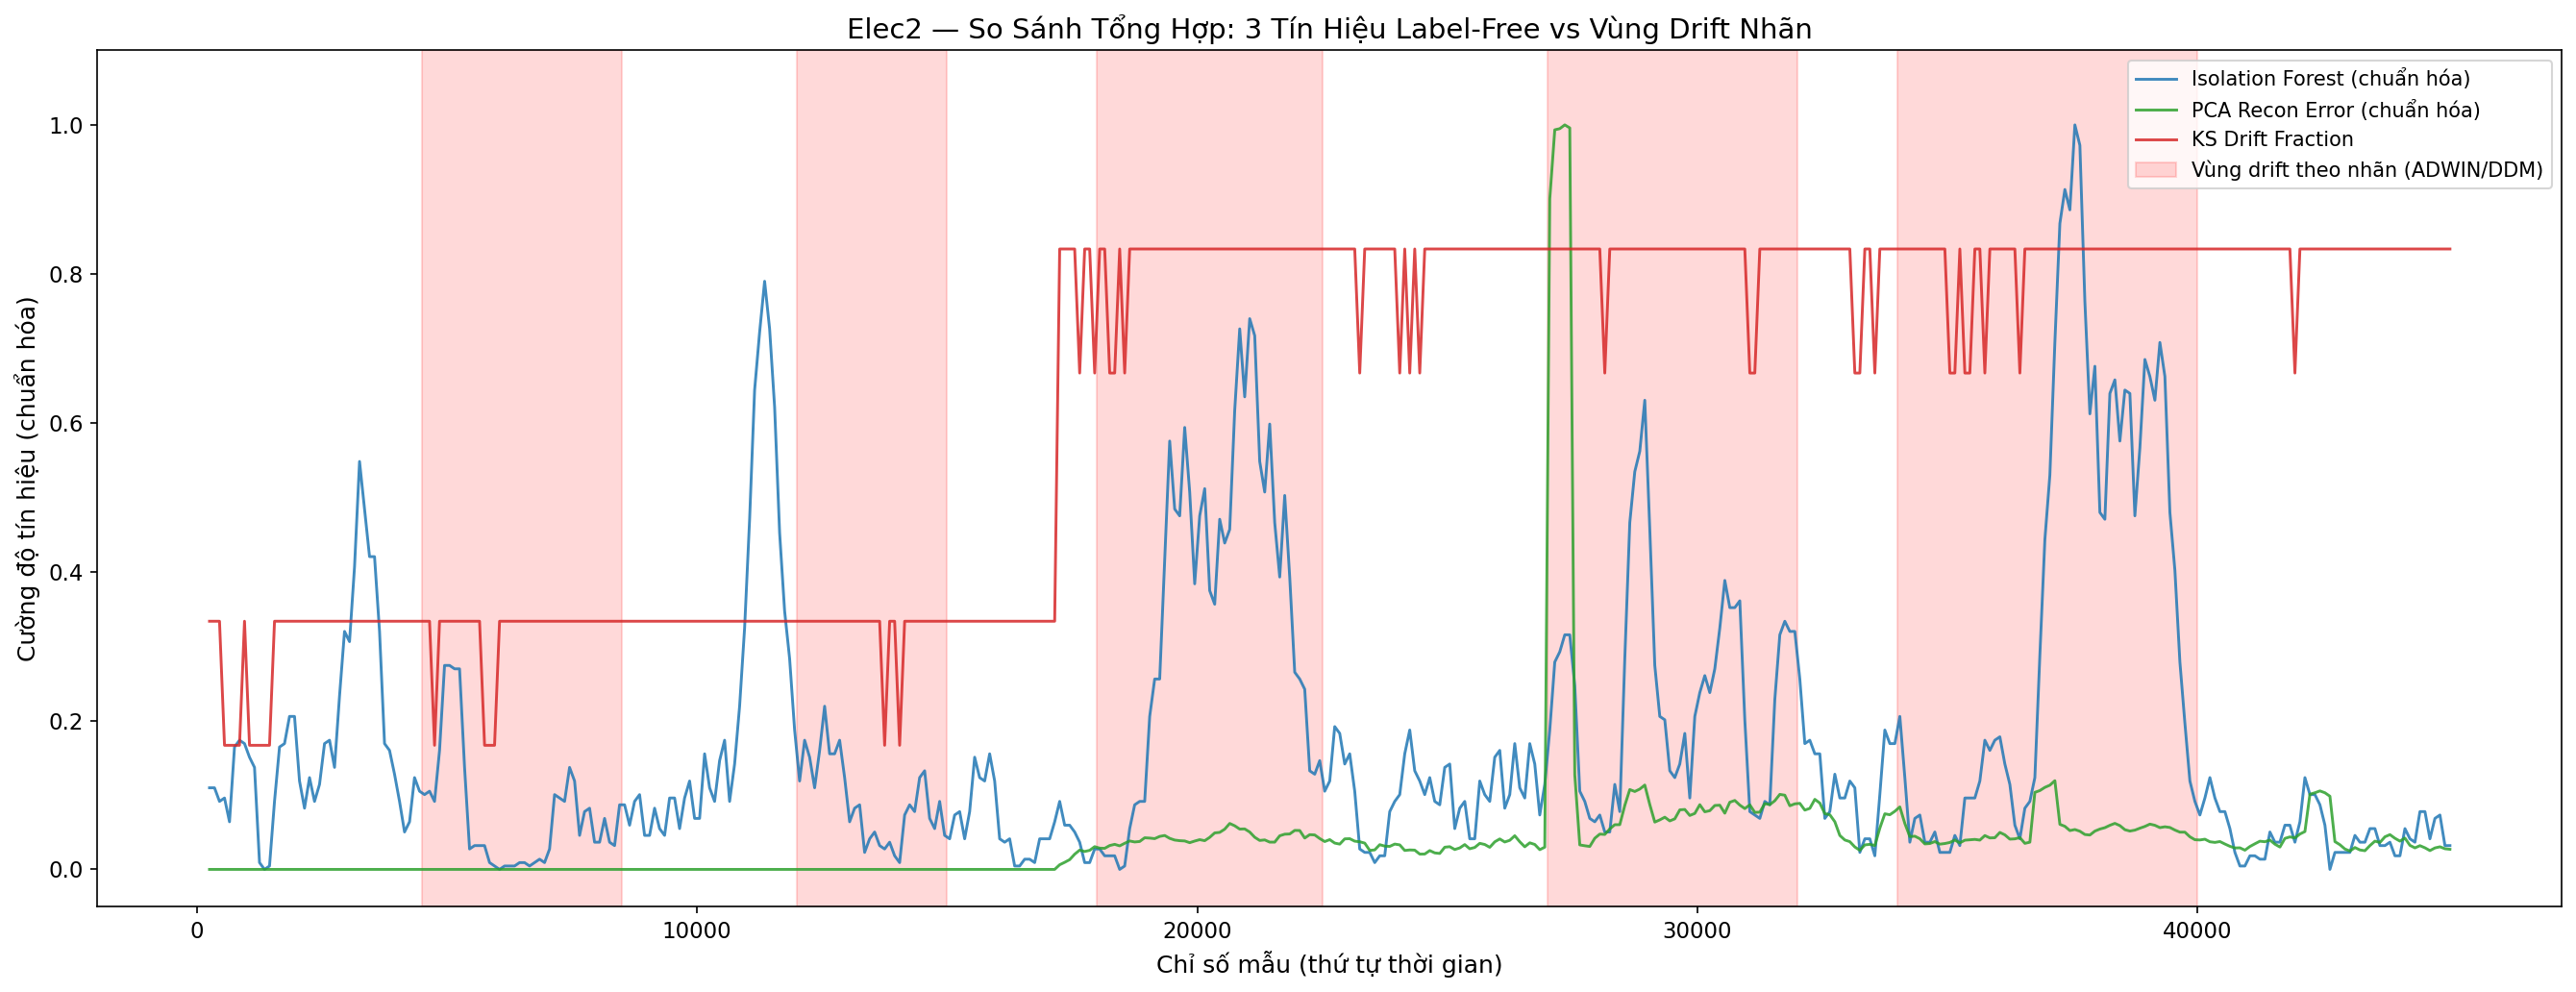 Elec2 — So Sánh Tổng Hợp: 3 Tín Hiệu Label-Free vs Vùng Drift Nhãn
Isolation Forest (chuẩn hóa)
PCA Recon Error (chuẩn hóa)
KS Drift Fraction
Vùng drift theo nhãn (ADWIN/DDM)
Cường độ tín hiệu (chuẩn hóa)
1.0
0.8
0.6
0.4
0.2
0.0
0 10000 20000 30000 40000
Chỉ số mẫu (thứ tự thời gian)